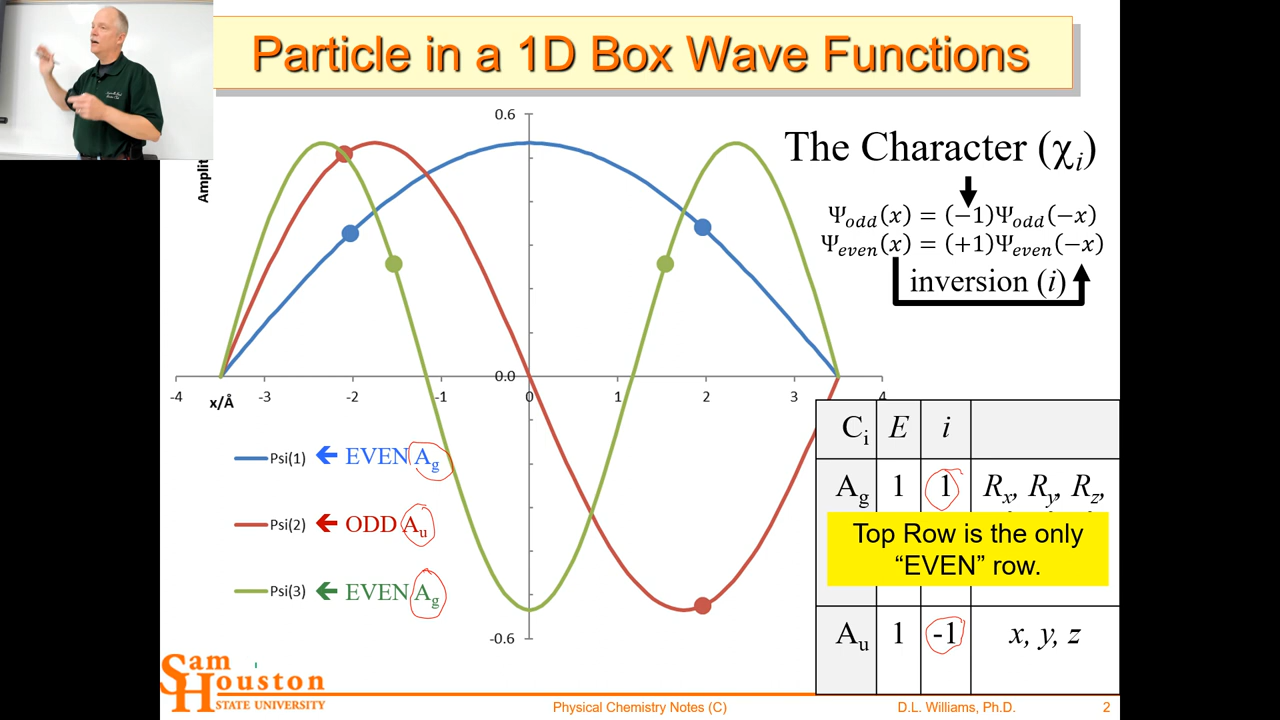 Particle in a 1D Box Wave Functions
0.6
Amplit
The Character (χᵢ)
Ψodd(x) = (−1)Ψodd(−x)
Ψeven(x) = (+1)Ψeven(−x)
inversion (i)
0.0
-4 -3 -2 -1 0 1 2 3 4
x/Å
Psi(1) 🡸 EVEN Ag
Psi(2) 🡸 ODD Au
Psi(3) 🡸 EVEN Ag
-0.6
Ci E i
Ag 1 1 Rx, Ry, Rz,
Top Row is the only
“EVEN” row.
Au 1 -1 x, y, z
Sam
Houston
STATE UNIVERSITY
Physical Chemistry Notes (C) D.L. Williams, Ph.D. 2